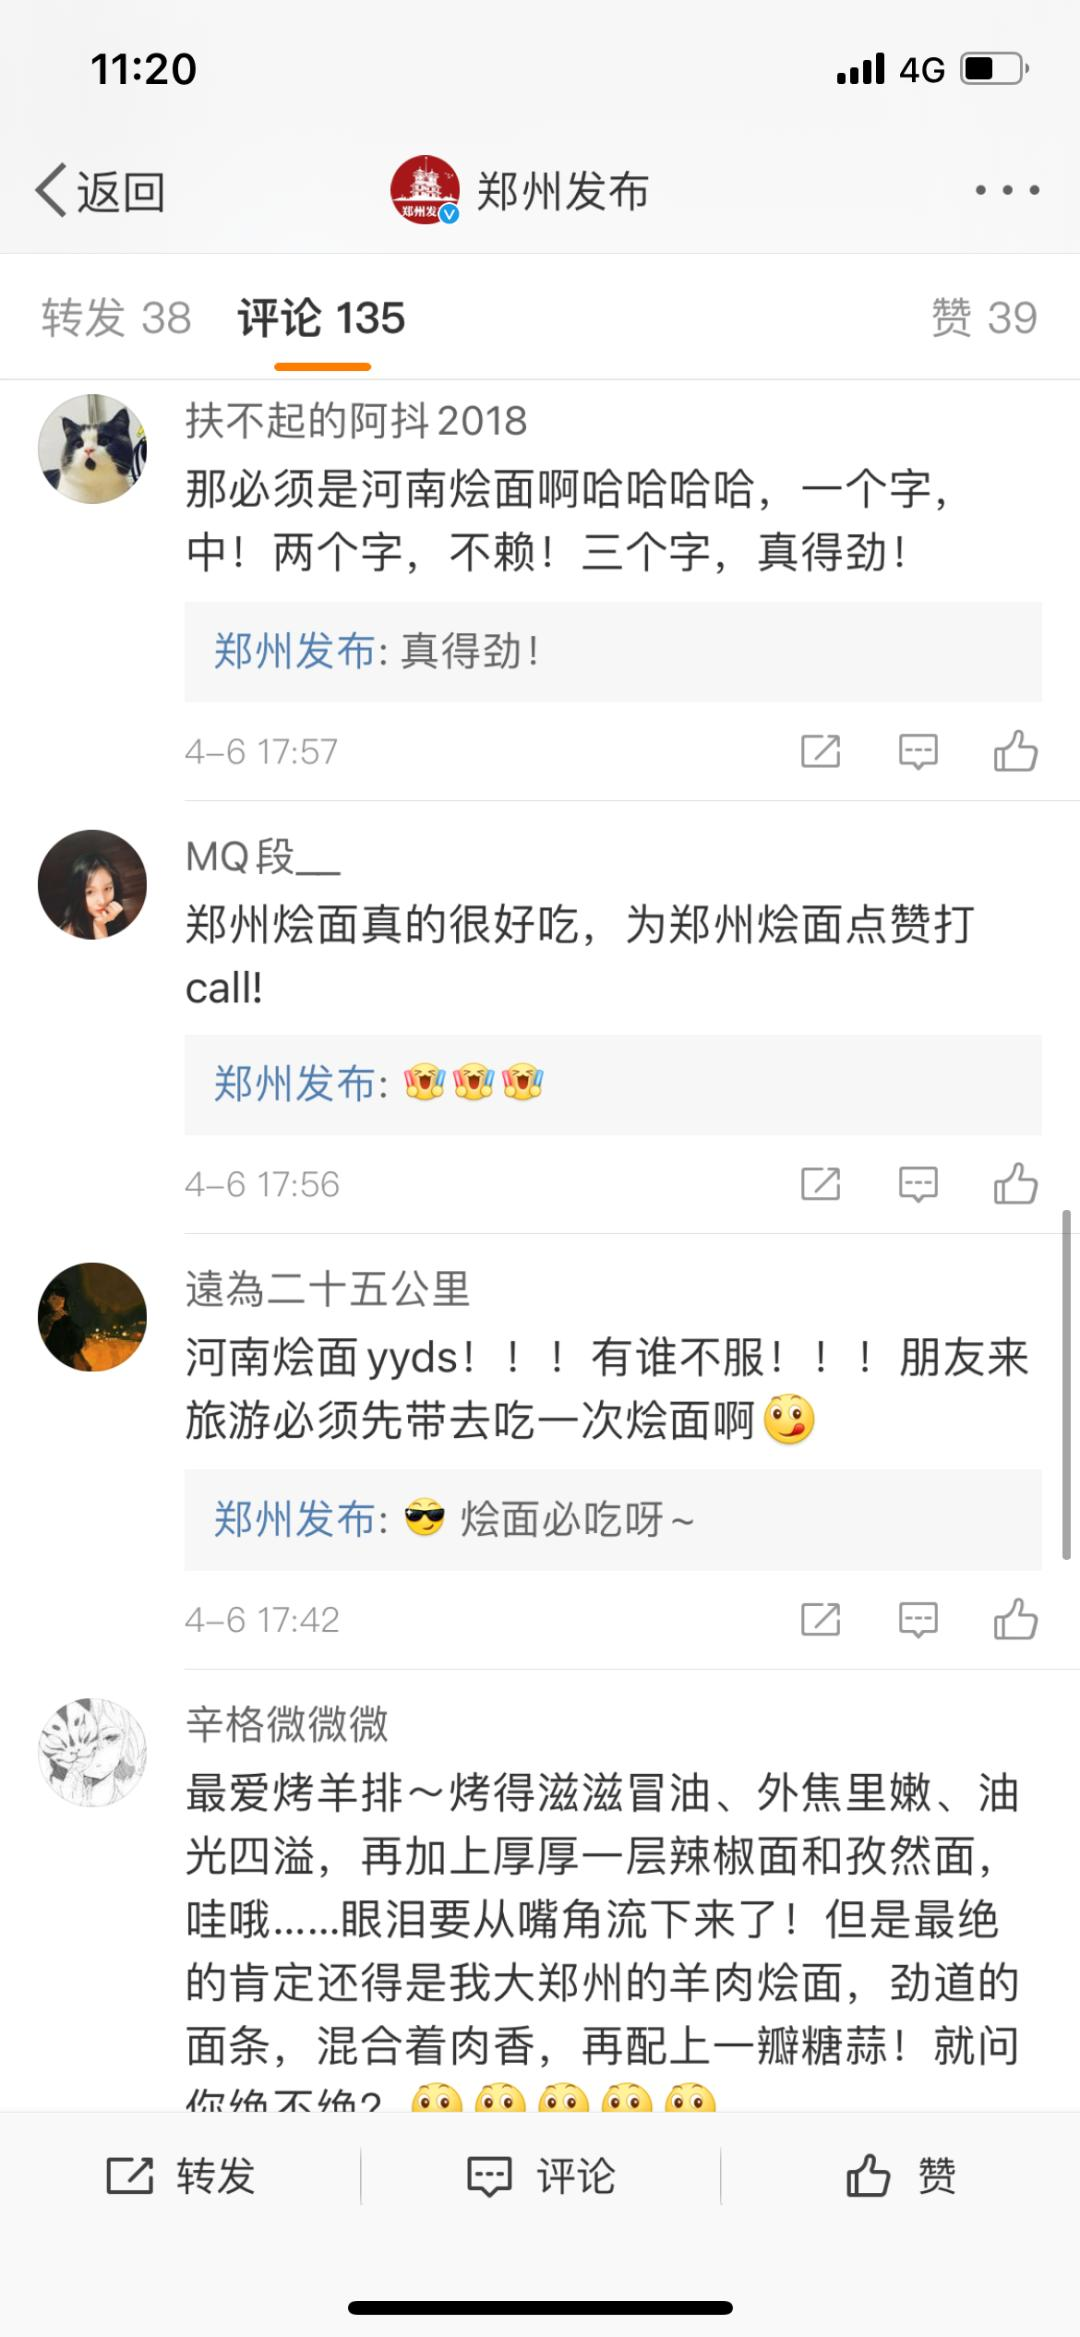 11:20
4G
返回
郑州发布
郑州发布
转发 38
评论 135
赞 39
扶不起的阿抖2018
那必须是河南烩面啊哈哈哈哈，一个字，
中！两个字，不赖！三个字，真得劲！
郑州发布: 真得劲！
4-6 17:57
MQ段__
郑州烩面真的很好吃，为郑州烩面点赞打
call!
郑州发布: 🤩🤩🤩
4-6 17:56
遠為二十五公里
河南烩面yyds！！！有谁不服！！！朋友来
旅游必须先带去吃一次烩面啊😋
郑州发布: 😎 烩面必吃呀~
4-6 17:42
辛格微微微
最爱烤羊排～烤得滋滋冒油、外焦里嫩、油
光四溢，再加上厚厚一层辣椒面和孜然面，
哇哦……眼泪要从嘴角流下来了！但是最绝
的肯定还得是我大郑州的羊肉烩面，劲道的
面条，混合着肉香，再配上一瓣糖蒜！就问
你绝不绝？
转发
评论
赞